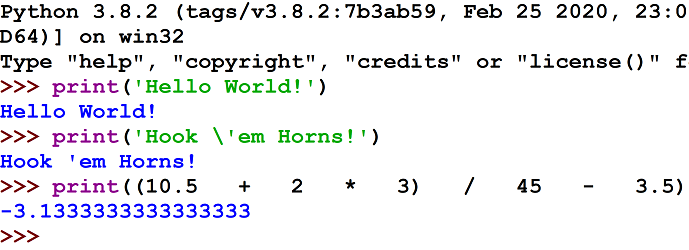 Python 3.8.2 (tags/v3.8.2:7b3ab59, Feb 25 2020, 23:0
D64)] on win32
Type "help", "copyright", "credits" or "license()" f
>>> print('Hello World!')
Hello World!
>>> print('Hook \'em Horns!')
Hook 'em Horns!
>>> print((10.5   +   2   *   3)   /   45   -   3.5)
-3.1333333333333333
>>>